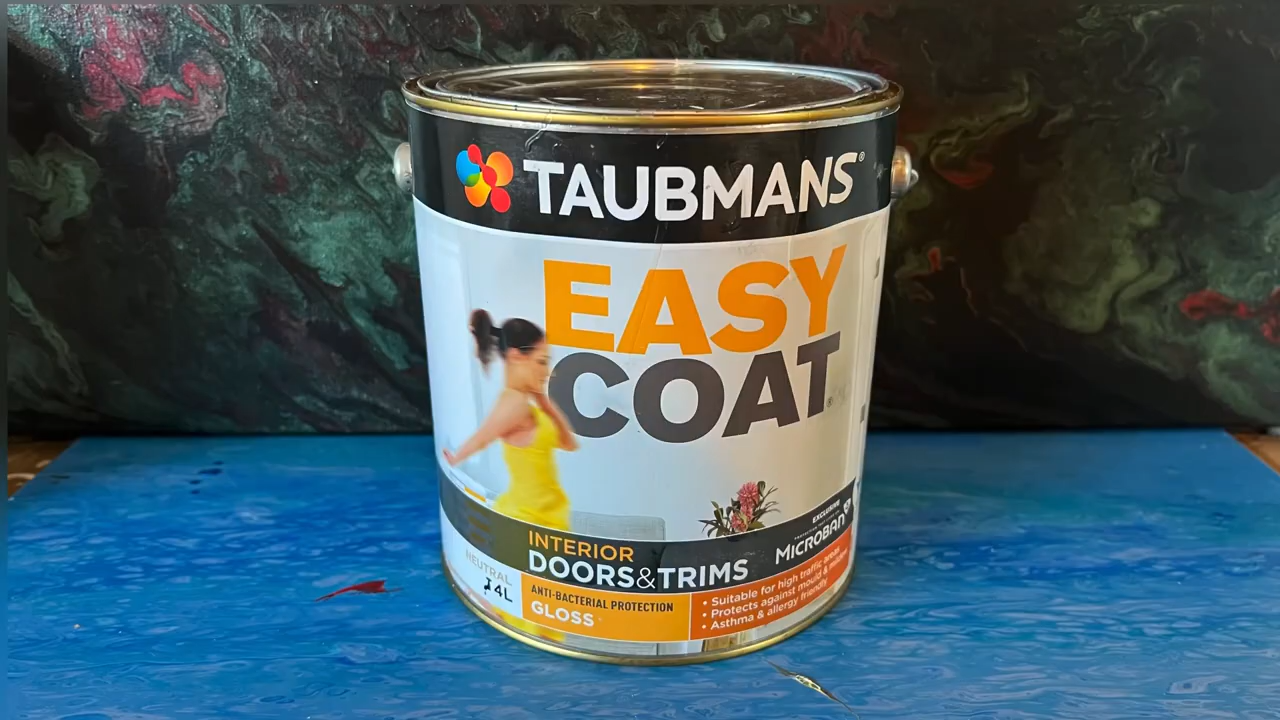 TAUBMANS®
EASY
COAT
EXCLUSIVE
MICROBAN
INTERIOR
DOORS&TRIMS
NEUTRAL
4L
ANTI-BACTERIAL PROTECTION
GLOSS
• Suitable for high traffic areas
• Protects against mould & mildew
• Asthma & allergy friendly